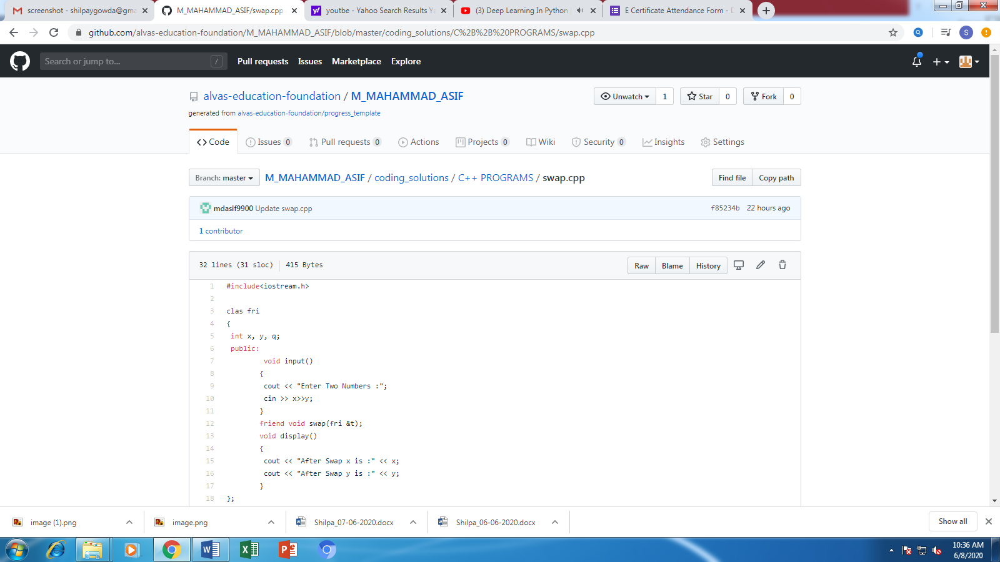 screenshot - shilpaygowda@gma
M_MAHAMMAD_ASIF/swap.cpp
youtbe - Yahoo Search Results Ya
(3) Deep Learning In Python
E Certificate Attendance Form - D
github.com/alvas-education-foundation/M_MAHAMMAD_ASIF/blob/master/coding_solutions/C%2B%2B%20PROGRAMS/swap.cpp
S
Search or jump to... /
Pull requests Issues Marketplace Explore
alvas-education-foundation / M_MAHAMMAD_ASIF
Unwatch 1 Star 0 Fork 0
generated from alvas-education-foundation/progress_template
Code Issues 0 Pull requests 0 Actions Projects 0 Wiki Security 0 Insights Settings
Branch: master M_MAHAMMAD_ASIF / coding_solutions / C++ PROGRAMS / swap.cpp Find file Copy path
mdasif9900 Update swap.cpp f85234b 22 hours ago
1 contributor
32 lines (31 sloc) 415 Bytes Raw Blame History
1 #include<iostream.h>
2
3 clas fri
4 {
5 int x, y, q;
6 public:
7 void input()
8 {
9 cout << "Enter Two Numbers :";
10 cin >> x>>y;
11 }
12 friend void swap(fri &t);
13 void display()
14 {
15 cout << "After Swap x is :" << x;
16 cout << "After Swap y is :" << y;
17 }
18 };
image (1).png image.png Shilpa_07-06-2020.docx Shilpa_06-06-2020.docx Show all
10:36 AM
6/8/2020